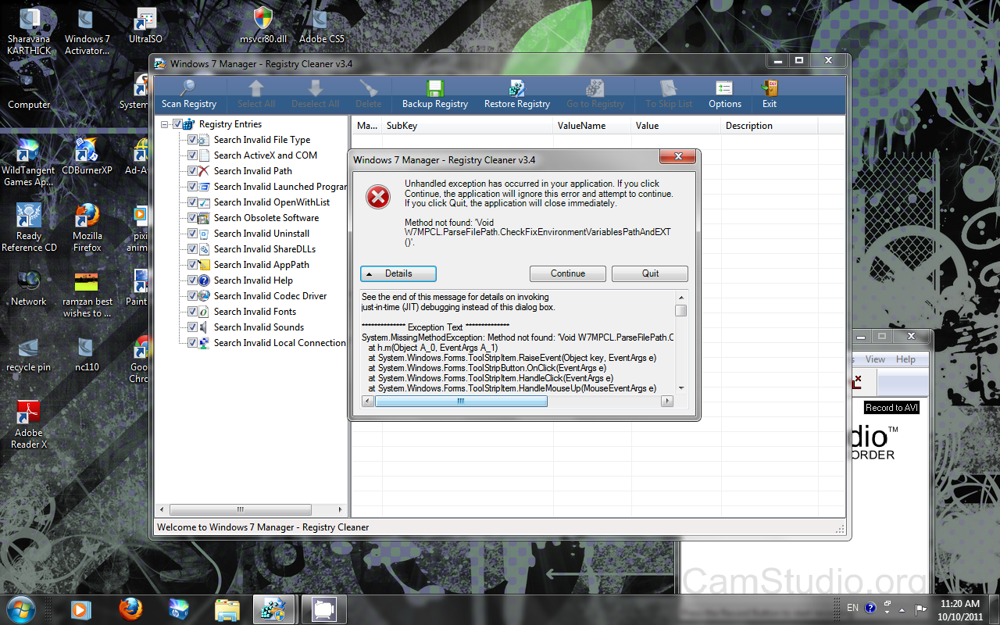 Sharavana
KARTHICK
Windows 7
Activator...
UltraISO
msvcr80.dll
Adobe CS5
Computer
System
WildTangent
Games Ap...
CDBurnerXP
Ad-A
Ready
Reference CD
Mozilla
Firefox
pixi
anim
Network
ramzan best
wishes to ...
Paint
recycle pin
nc110
Goo
Chr
Adobe
Reader X
Windows 7 Manager - Registry Cleaner v3.4
Scan Registry
Select All
Deselect All
Delete
Backup Registry
Restore Registry
Go to Registry
To Skip List
Options
Exit
Registry Entries
Search Invalid File Type
Search ActiveX and COM
Search Invalid Path
Search Invalid Launched Program
Search Invalid OpenWithList
Search Obsolete Software
Search Invalid Uninstall
Search Invalid ShareDLLs
Search Invalid AppPath
Search Invalid Help
Search Invalid Codec Driver
Search Invalid Fonts
Search Invalid Sounds
Search Invalid Local Connection
Ma...
SubKey
ValueName
Value
Description
Windows 7 Manager - Registry Cleaner v3.4
Unhandled exception has occurred in your application. If you click
Continue, the application will ignore this error and attempt to continue.
If you click Quit, the application will close immediately.
Method not found: 'Void
W7MPCL.ParseFilePath.CheckFixEnvironmentVariablesPathAndEXT
()'.
Details
Continue
Quit
See the end of this message for details on invoking
just-in-time (JIT) debugging instead of this dialog box.
************** Exception Text **************
System.MissingMethodException: Method not found: 'Void W7MPCL.ParseFilePath.C
at h.m(Object A_0, EventArgs A_1)
at System.Windows.Forms.ToolStripItem.RaiseEvent(Object key, EventArgs e)
at System.Windows.Forms.ToolStripButton.OnClick(EventArgs e)
at System.Windows.Forms.ToolStripItem.HandleClick(EventArgs e)
at System.Windows.Forms.ToolStripItem.HandleMouseUp(MouseEventArgs e)
Welcome to Windows 7 Manager - Registry Cleaner
s View Help
Record to AVI
dio™
ORDER
CamStudio.org
EN
11:20 AM
10/10/2011